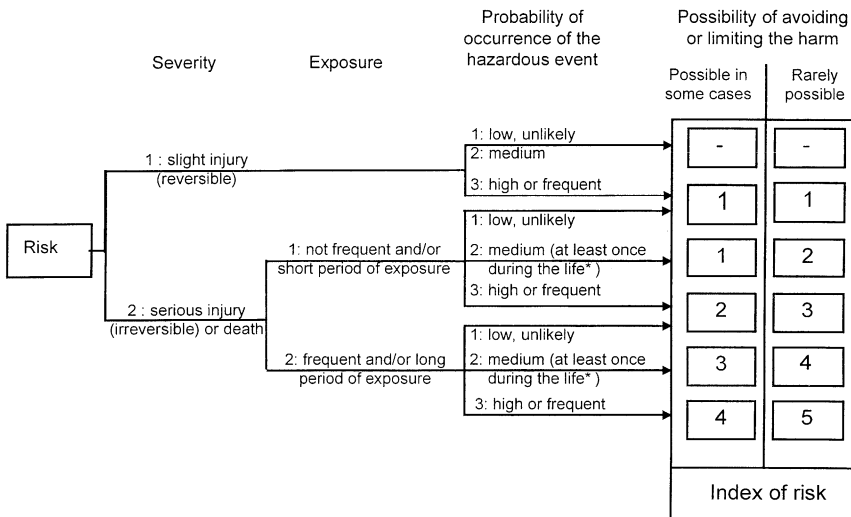 Probability of
occurrence of the
hazardous event
Possibility of avoiding
or limiting the harm
Severity
Exposure
Possible in
some cases
Rarely
possible
1 : slight injury
(reversible)
1: low, unlikely
2: medium
3: high or frequent
-
-
1
1
Risk
1: not frequent and/or
short period of exposure
1: low, unlikely
2: medium (at least once
during the life* )
3: high or frequent
1
2
2 : serious injury
(irreversible) or death
2
3
2: frequent and/or long
period of exposure
1: low, unlikely
2: medium (at least once
during the life* )
3: high or frequent
3
4
4
5
Index of risk